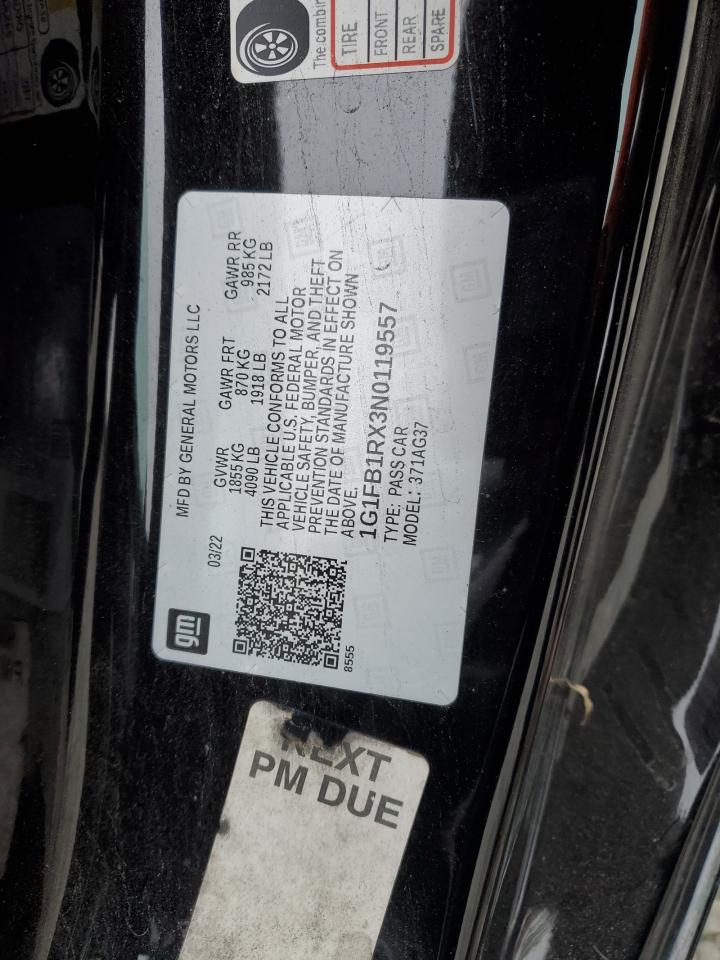 The combin
TIRE
FRONT
REAR
SPARE
MFD BY GENERAL MOTORS LLC
03/22
GVWR
1855 KG
4090 LB
GAWR FRT
870 KG
1918 LB
GAWR RR
985 KG
2172 LB
THIS VEHICLE CONFORMS TO ALL
APPLICABLE U.S. FEDERAL MOTOR
VEHICLE SAFETY, BUMPER, AND THEFT
PREVENTION STANDARDS IN EFFECT ON
THE DATE OF MANUFACTURE SHOWN
ABOVE.
1G1FB1RX3N0119557
TYPE: PASS CAR
MODEL: 371AG37
gm
8555
NEXT
PM DUE